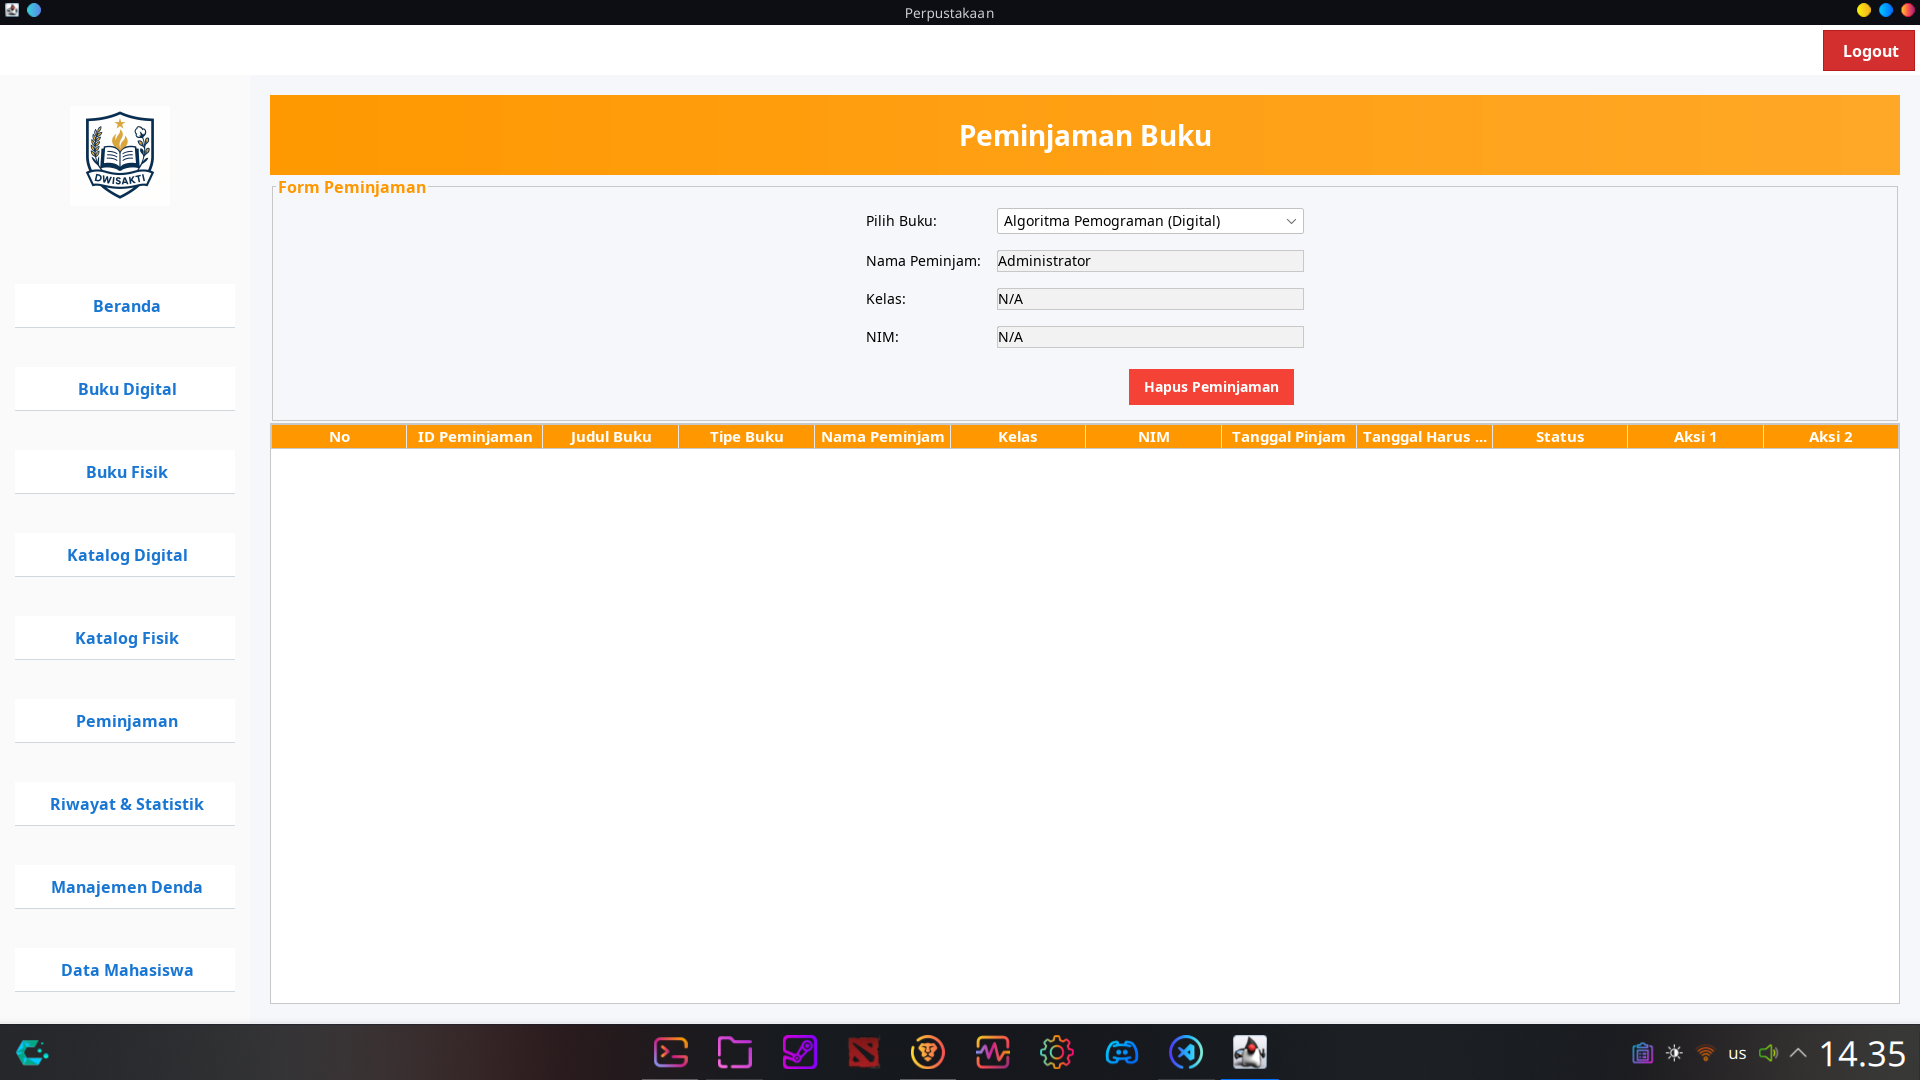 Perpustakaan
Logout
DWISAKTI
Beranda
Buku Digital
Buku Fisik
Katalog Digital
Katalog Fisik
Peminjaman
Riwayat & Statistik
Manajemen Denda
Data Mahasiswa
Peminjaman Buku
Form Peminjaman
Pilih Buku: Algoritma Pemograman (Digital)
Nama Peminjam: Administrator
Kelas: N/A
NIM: N/A
Hapus Peminjaman
No ID Peminjaman Judul Buku Tipe Buku Nama Peminjam Kelas NIM Tanggal Pinjam Tanggal Harus ... Status Aksi 1 Aksi 2
us 14.35